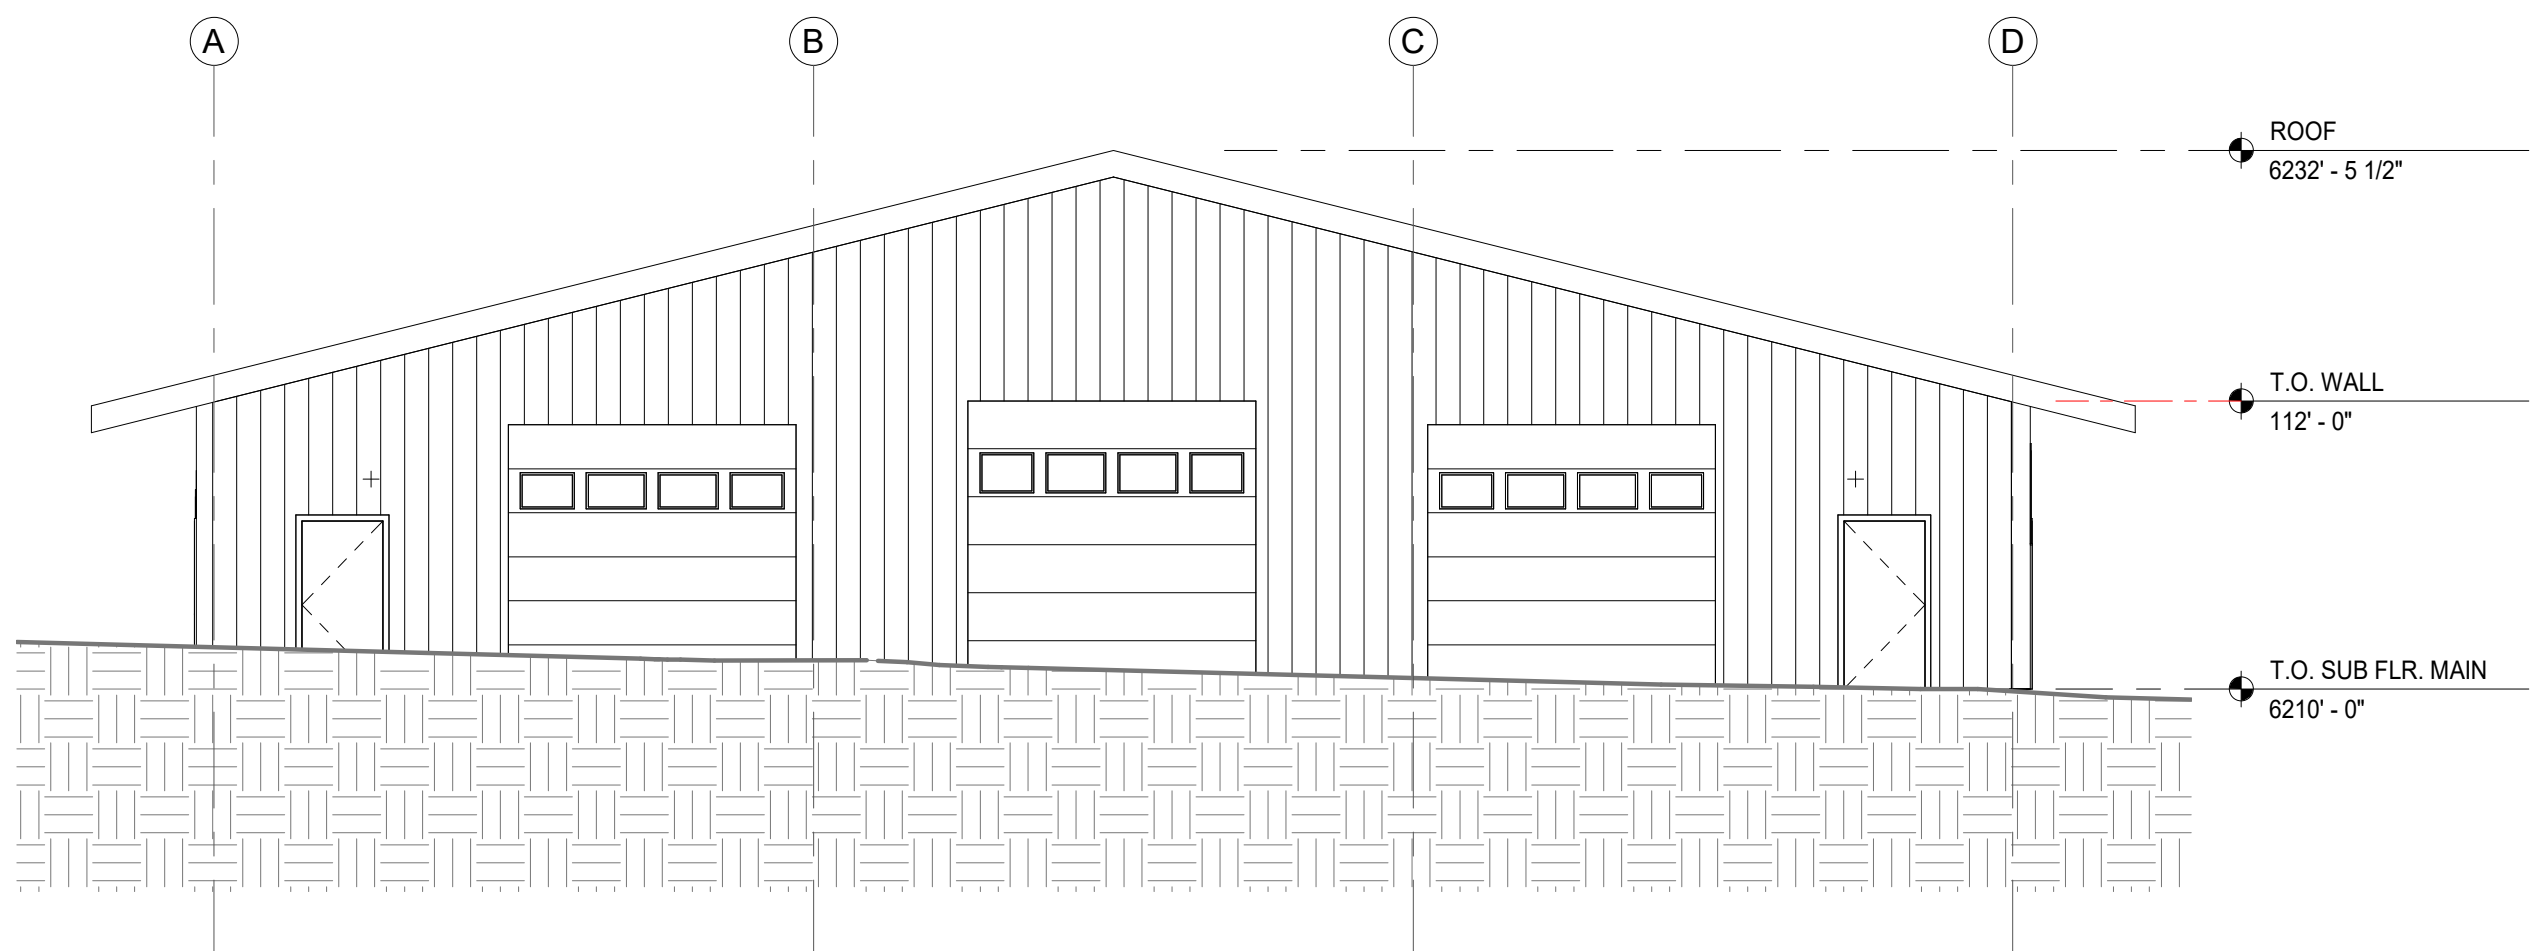 A
B
C
D
ROOF
6232' - 5 1/2"
T.O. WALL
112' - 0"
T.O. SUB FLR. MAIN
6210' - 0"